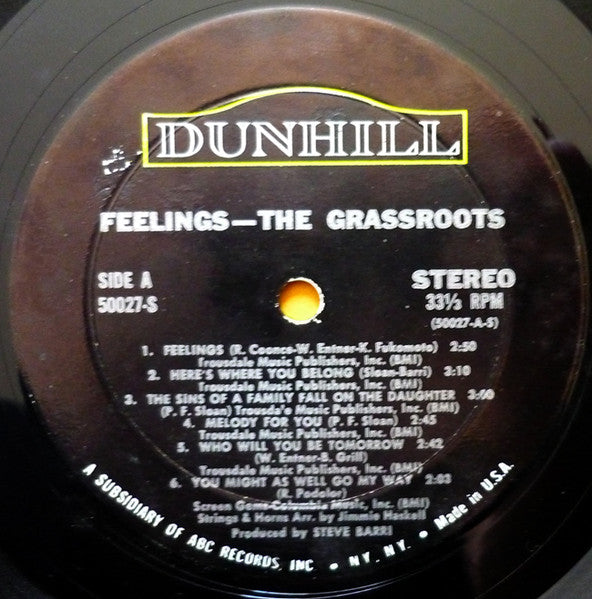 DUNHILL
FEELINGS—THE GRASSROOTS
SIDE A
50027-S
STEREO
33⅓ RPM
(50027-A-S)
1. FEELINGS (R. Coonce-W. Entner-K. Fukomoto) 2:50
Trousdale Music Publishers, Inc. (BMI)
2. HERE'S WHERE YOU BELONG (Sloan-Barri) 3:10
Trousdale Music Publishers, Inc. (BMI)
3. THE SINS OF A FAMILY FALL ON THE DAUGHTER 3:00
(P. F. Sloan) Trousda'e Music Publishers, Inc. (BMI)
4. MELODY FOR YOU (P. F. Sloan) 2:45
Trousdale Music Publishers, Inc. (BMI)
5. WHO WILL YOU BE TOMORROW 2:42
(W. Entner-B. Grill)
Trousdale Music Publishers, Inc. (BMI)
6. YOU MIGHT AS WELL GO MY WAY 2:03
(R. Podolor)
Screen Gems-Columbia Music, Inc. (BMI)
Strings & Horns Arr. by Jimmie Haskell
Produced by STEVE BARRI
A SUBSIDIARY OF ABC RECORDS, INC • N.Y., N.Y. • Made in U.S.A.